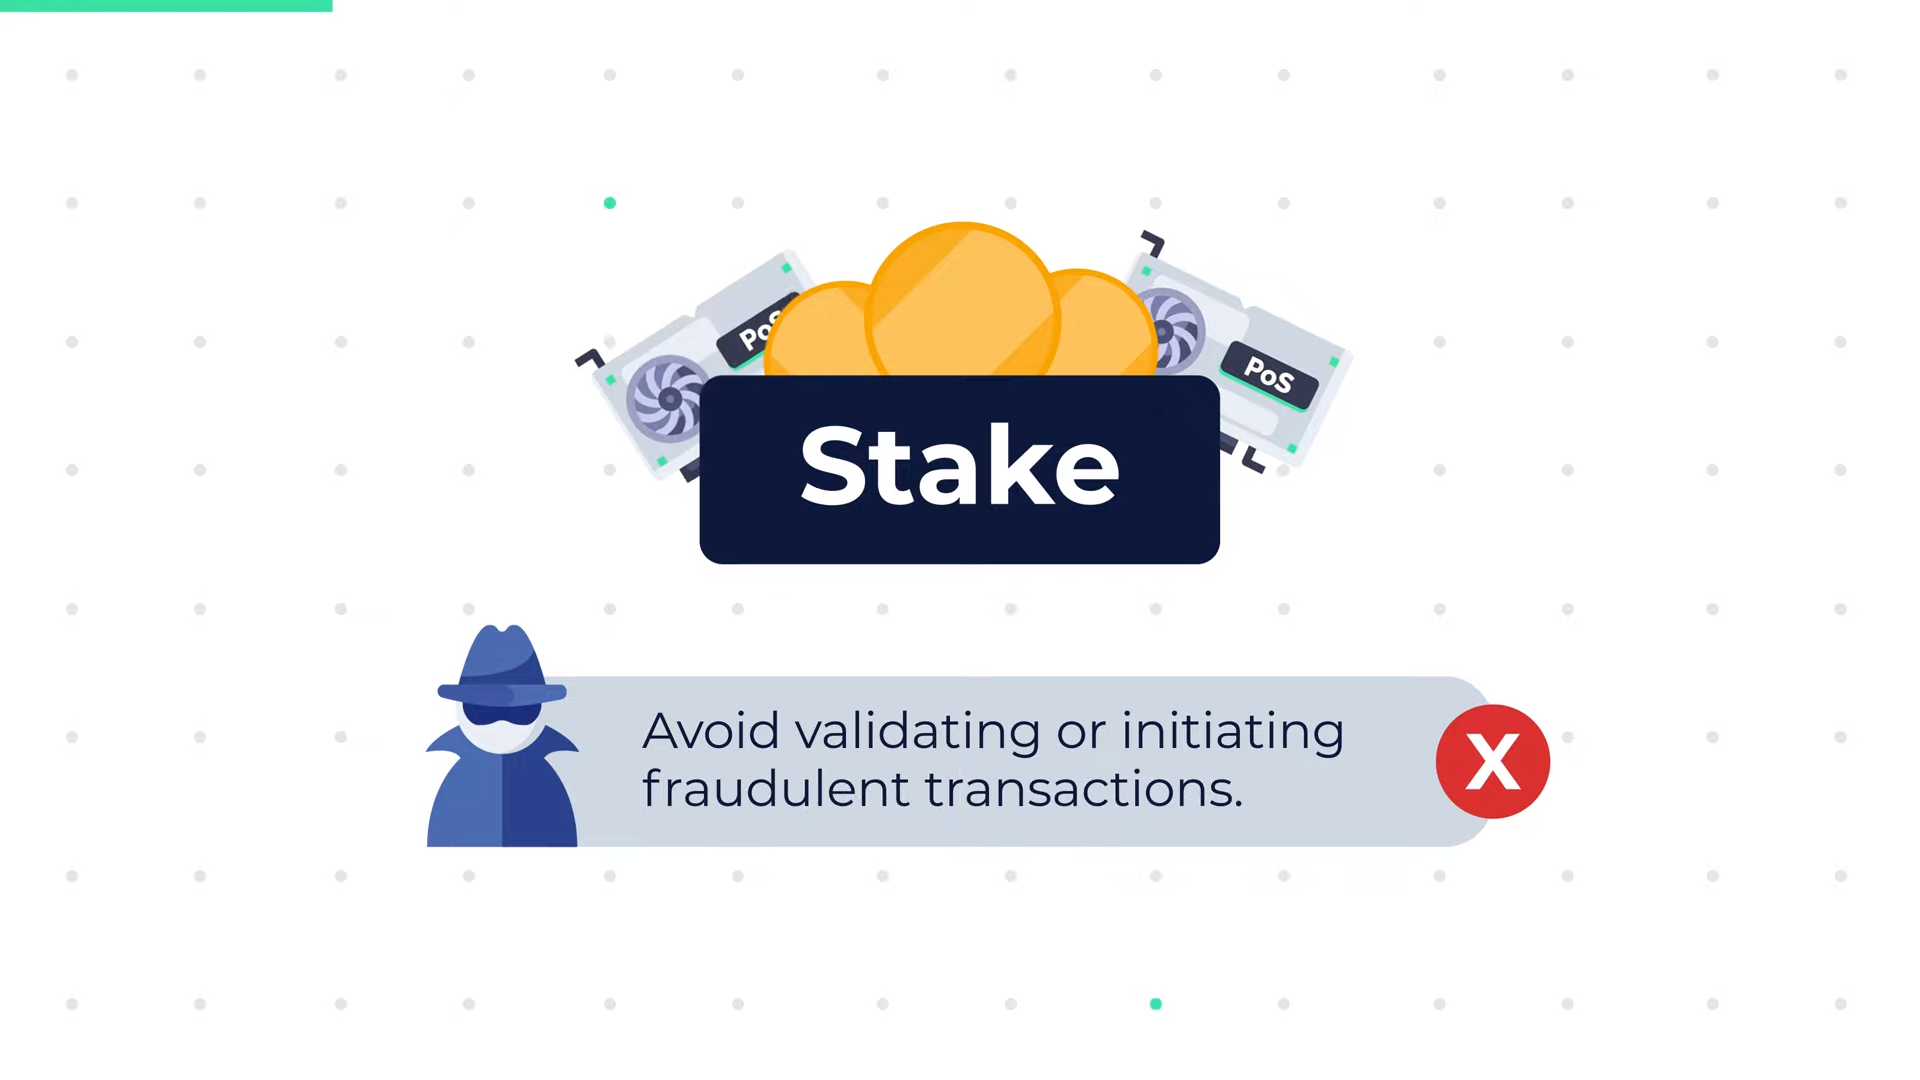 PoS
PoS
Stake
Avoid validating or initiating
fraudulent transactions.
X